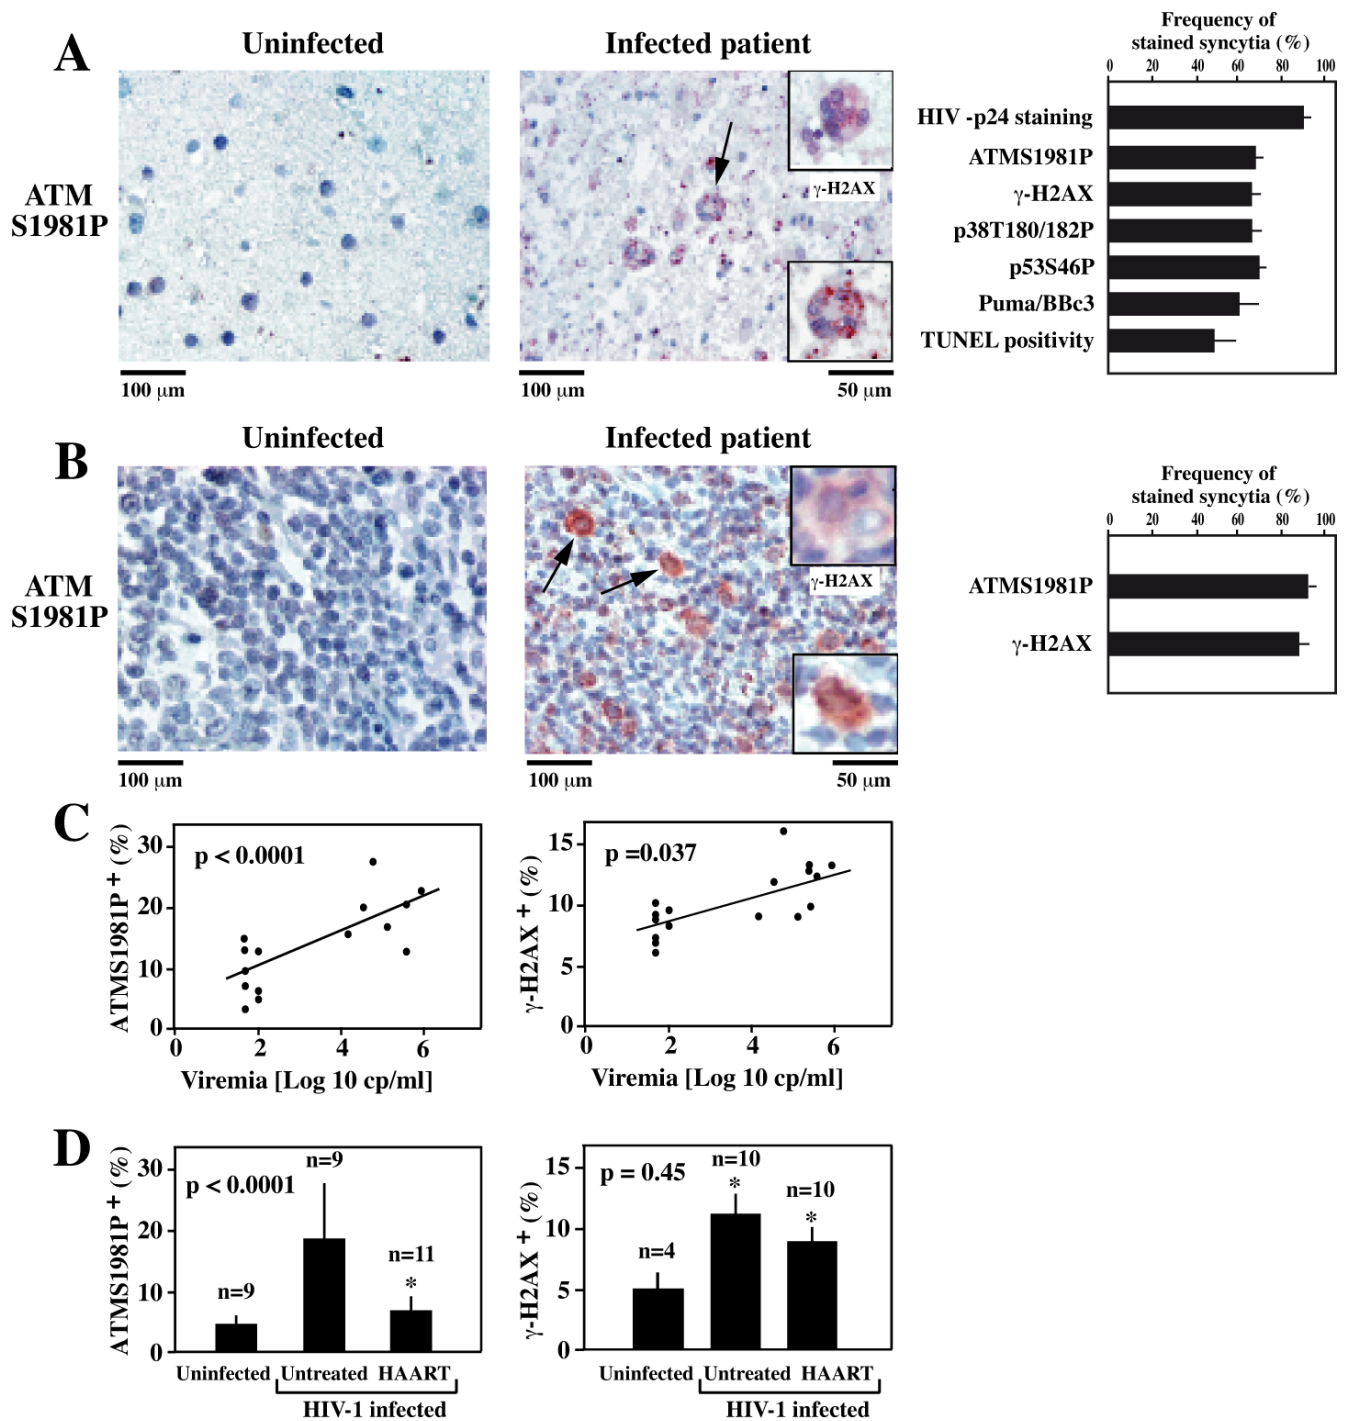 A
Uninfected
Infected patient
ATM
S1981P
γ-H2AX
100 μm
100 μm
50 μm
Frequency of
stained syncytia (%)
0 20 40 60 80 100
HIV -p24 staining
ATMS1981P
γ-H2AX
p38T180/182P
p53S46P
Puma/BBc3
TUNEL positivity
B
Uninfected
Infected patient
ATM
S1981P
γ-H2AX
100 μm
100 μm
50 μm
Frequency of
stained syncytia (%)
0 20 40 60 80 100
ATMS1981P
γ-H2AX
C
ATMS1981P + (%)
30
20
10
0
p < 0.0001
0 2 4 6
Viremia [Log 10 cp/ml]
γ-H2AX + (%)
15
10
5
0
p =0.037
0 2 4 6
Viremia [Log 10 cp/ml]
D
ATMS1981P + (%)
30
20
10
0
p < 0.0001
n=9
n=9
n=11
*
Uninfected Untreated HAART
HIV-1 infected
γ-H2AX + (%)
15
10
5
0
p = 0.45
n=4
n=10
*
n=10
*
Uninfected Untreated HAART
HIV-1 infected